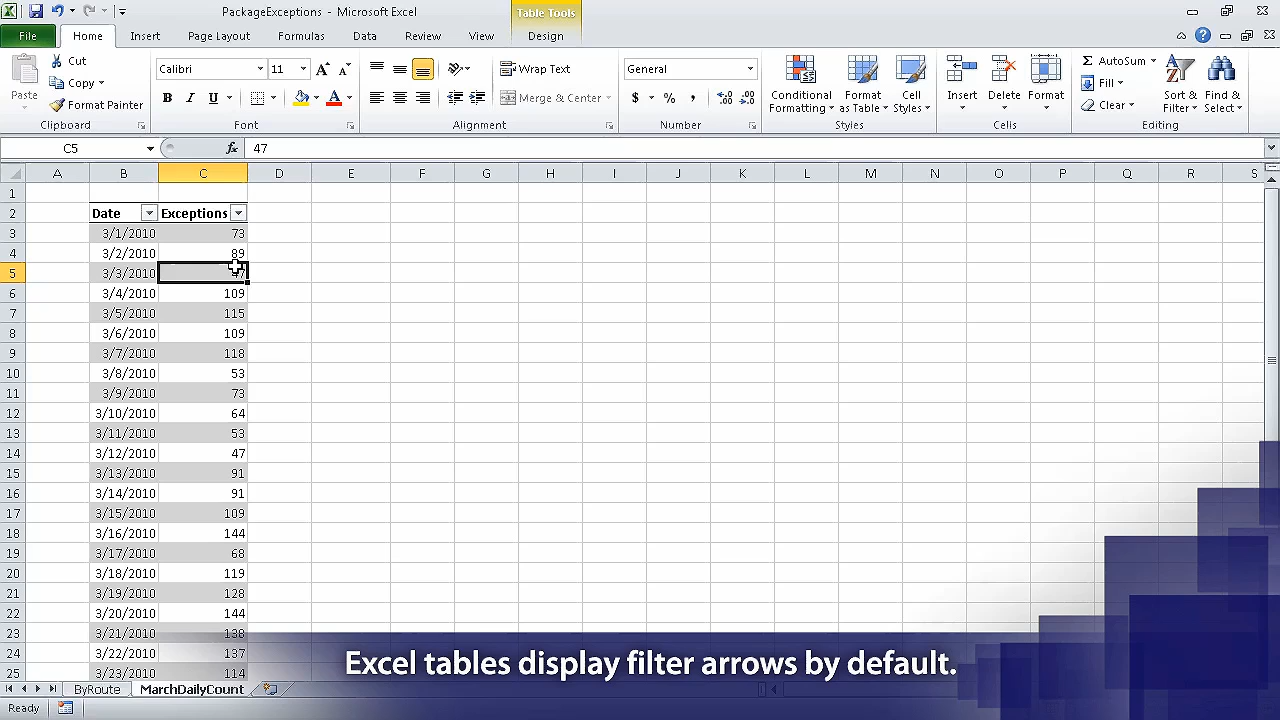 PackageExceptions - Microsoft Excel
Table Tools
File Home Insert Page Layout Formulas Data Review View Design
Paste
Cut
Copy
Format Painter
Clipboard
Calibri 11
B I U A
Font
Wrap Text
Merge & Center
Alignment
General
$ % ,
Number
Conditional Formatting
Format as Table
Cell Styles
Styles
Insert
Delete
Format
Cells
Σ AutoSum
Fill
Clear
Sort & Filter
Find & Select
Editing
C5 fx 47
A B C D E F G H I J K L M N O P Q R S
1
2 Date Exceptions
3 3/1/2010 73
4 3/2/2010 89
5 3/3/2010 47
6 3/4/2010 109
7 3/5/2010 115
8 3/6/2010 109
9 3/7/2010 118
10 3/8/2010 53
11 3/9/2010 73
12 3/10/2010 64
13 3/11/2010 53
14 3/12/2010 47
15 3/13/2010 91
16 3/14/2010 91
17 3/15/2010 109
18 3/16/2010 144
19 3/17/2010 68
20 3/18/2010 119
21 3/19/2010 128
22 3/20/2010 144
23 3/21/2010 138
24 3/22/2010 137
25 3/23/2010 114
Excel tables display filter arrows by default.
ByRoute MarchDailyCount
Ready